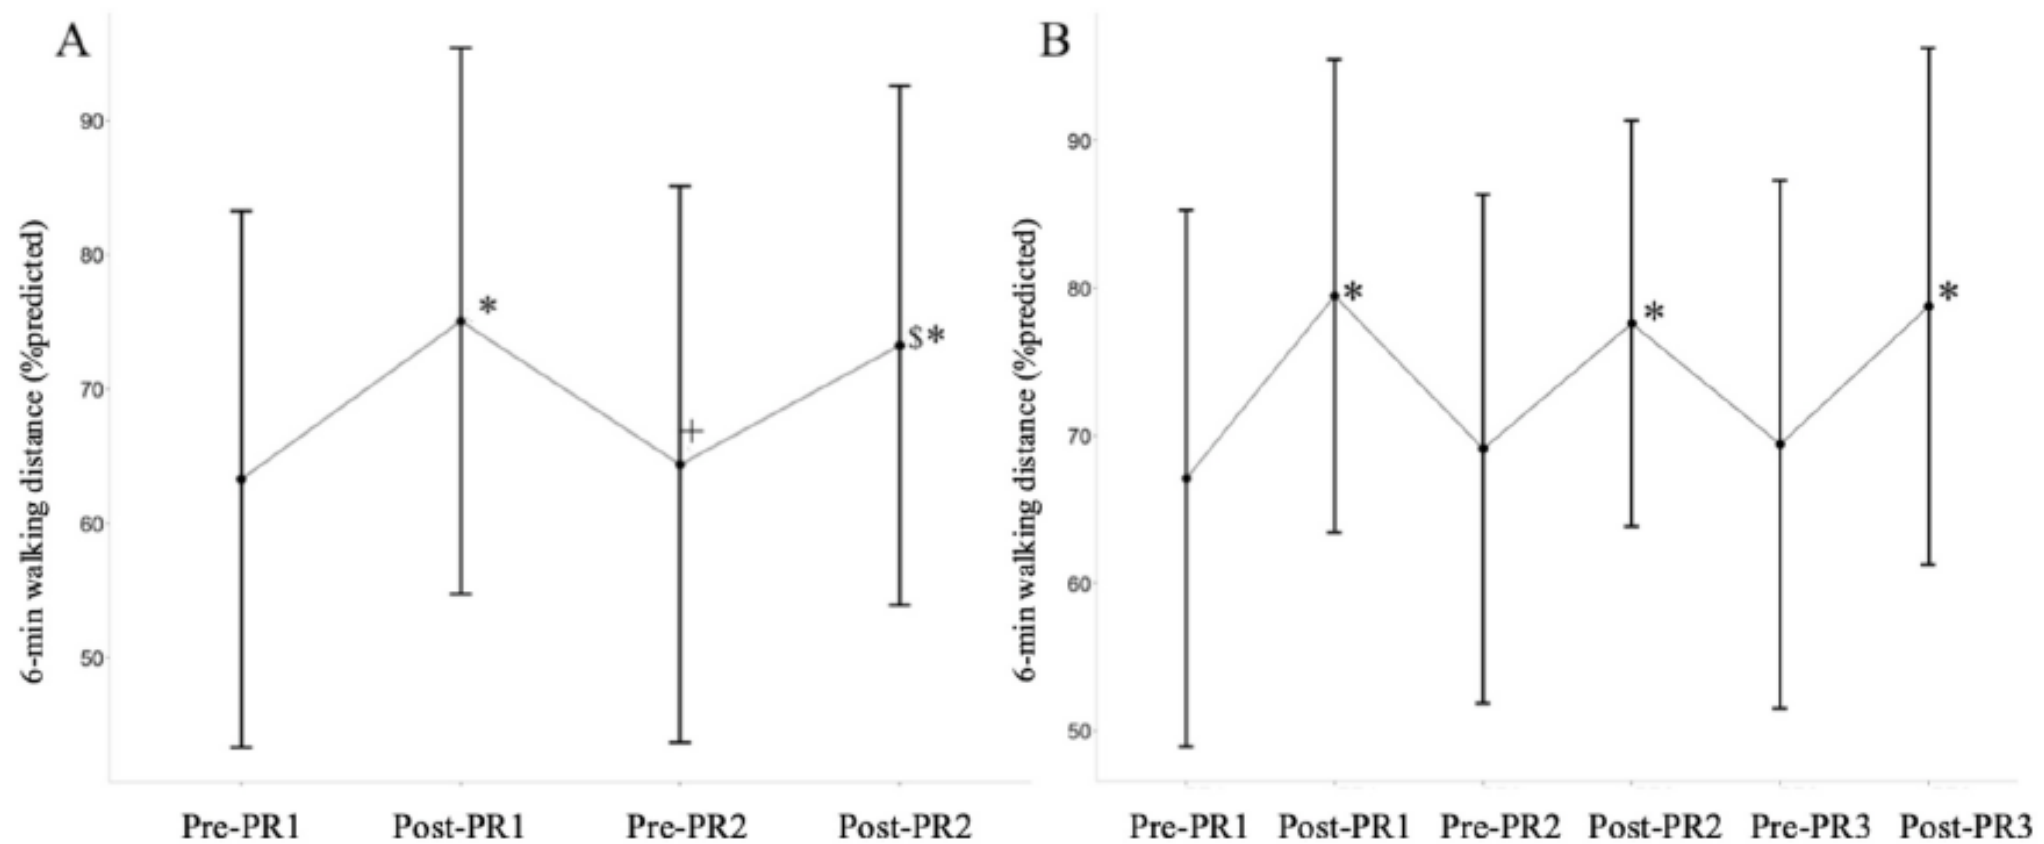 A
6-min walking distance (%predicted)
90
80
70
60
50
*
+
$*
Pre-PR1 Post-PR1 Pre-PR2 Post-PR2
B
6-min walking distance (%predicted)
90
80
70
60
50
*
*
*
Pre-PR1 Post-PR1 Pre-PR2 Post-PR2 Pre-PR3 Post-PR3